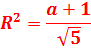 R² = (a + 1) / √5